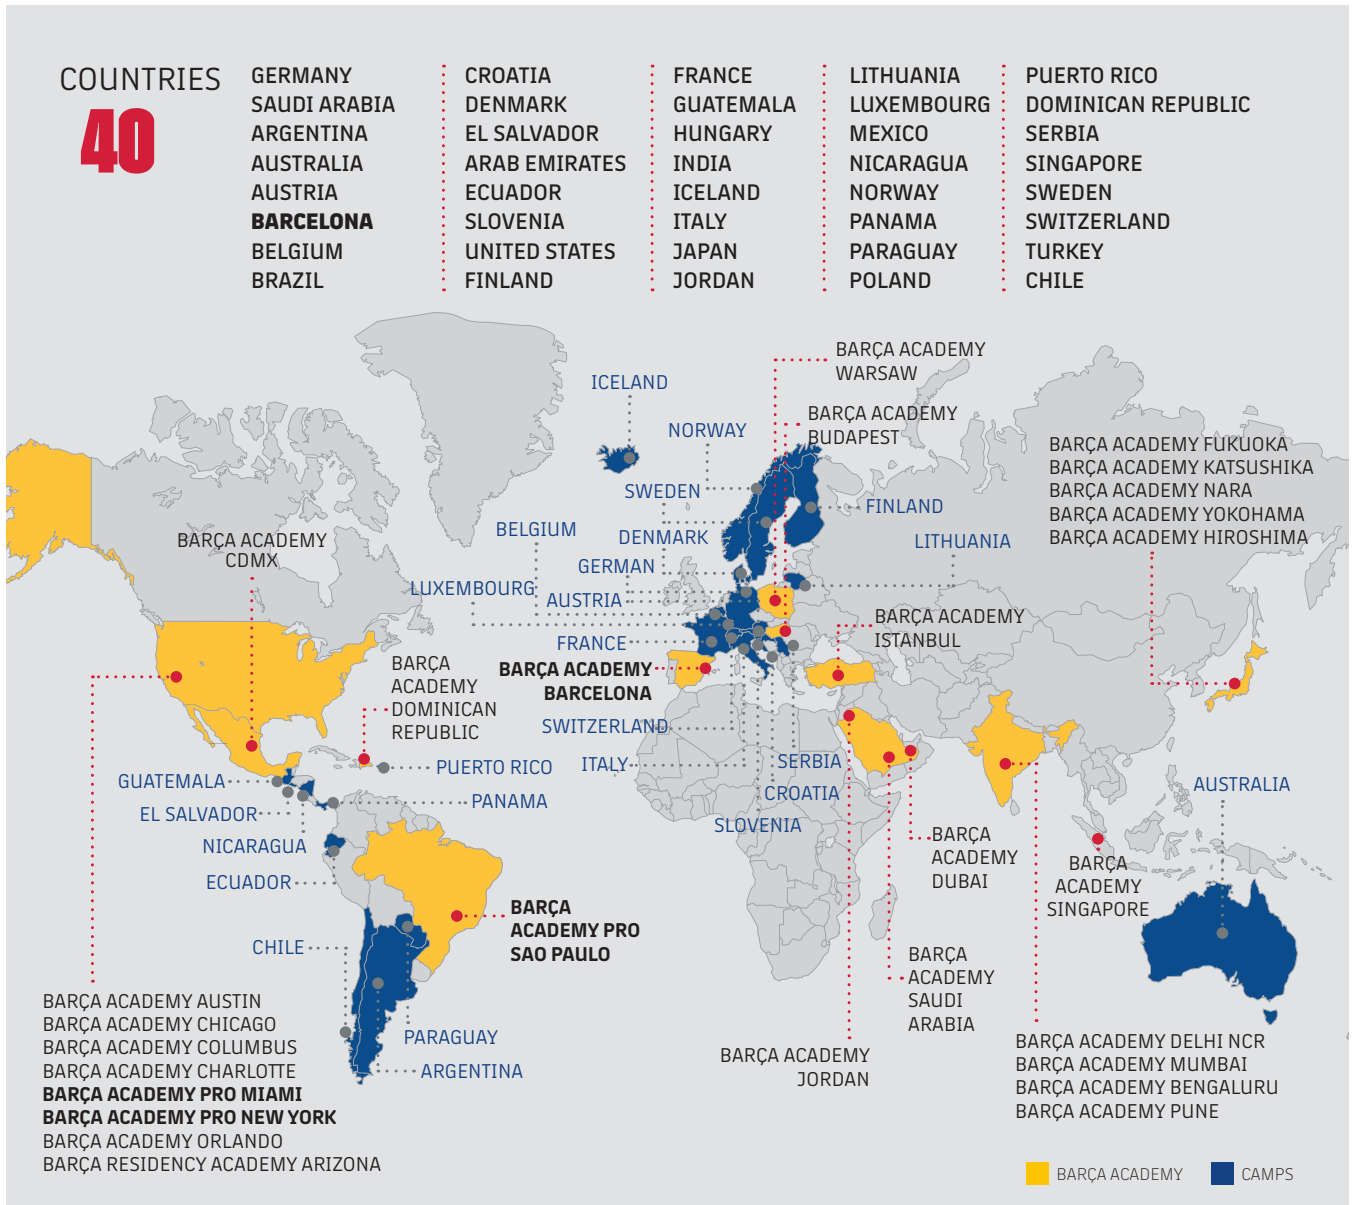 COUNTRIES
40
GERMANY
SAUDI ARABIA
ARGENTINA
AUSTRALIA
AUSTRIA
BARCELONA
BELGIUM
BRAZIL
CROATIA
DENMARK
EL SALVADOR
ARAB EMIRATES
ECUADOR
SLOVENIA
UNITED STATES
FINLAND
FRANCE
GUATEMALA
HUNGARY
INDIA
ICELAND
ITALY
JAPAN
JORDAN
LITHUANIA
LUXEMBOURG
MEXICO
NICARAGUA
NORWAY
PANAMA
PARAGUAY
POLAND
PUERTO RICO
DOMINICAN REPUBLIC
SERBIA
SINGAPORE
SWEDEN
SWITZERLAND
TURKEY
CHILE
BARÇA ACADEMY
WARSAW
ICELAND
BARÇA ACADEMY
BUDAPEST
NORWAY
BARÇA ACADEMY FUKUOKA
BARÇA ACADEMY KATSUSHIKA
BARÇA ACADEMY NARA
BARÇA ACADEMY YOKOHAMA
BARÇA ACADEMY HIROSHIMA
SWEDEN
FINLAND
BELGIUM
DENMARK
LITHUANIA
BARÇA ACADEMY
CDMX
GERMAN
LUXEMBOURG
AUSTRIA
BARÇA ACADEMY
ISTANBUL
FRANCE
BARÇA ACADEMY
BARCELONA
BARÇA
ACADEMY
DOMINICAN
REPUBLIC
SWITZERLAND
ITALY
SERBIA
PUERTO RICO
GUATEMALA
PANAMA
CROATIA
AUSTRALIA
EL SALVADOR
SLOVENIA
NICARAGUA
BARÇA
ACADEMY
DUBAI
BARÇA
ACADEMY
SINGAPORE
ECUADOR
BARÇA
ACADEMY PRO
SAO PAULO
CHILE
BARÇA
ACADEMY
SAUDI
ARABIA
BARÇA ACADEMY AUSTIN
BARÇA ACADEMY CHICAGO
BARÇA ACADEMY COLUMBUS
BARÇA ACADEMY CHARLOTTE
BARÇA ACADEMY PRO MIAMI
BARÇA ACADEMY PRO NEW YORK
BARÇA ACADEMY ORLANDO
BARÇA RESIDENCY ACADEMY ARIZONA
PARAGUAY
ARGENTINA
BARÇA ACADEMY
JORDAN
BARÇA ACADEMY DELHI NCR
BARÇA ACADEMY MUMBAI
BARÇA ACADEMY BENGALURU
BARÇA ACADEMY PUNE
BARÇA ACADEMY
CAMPS